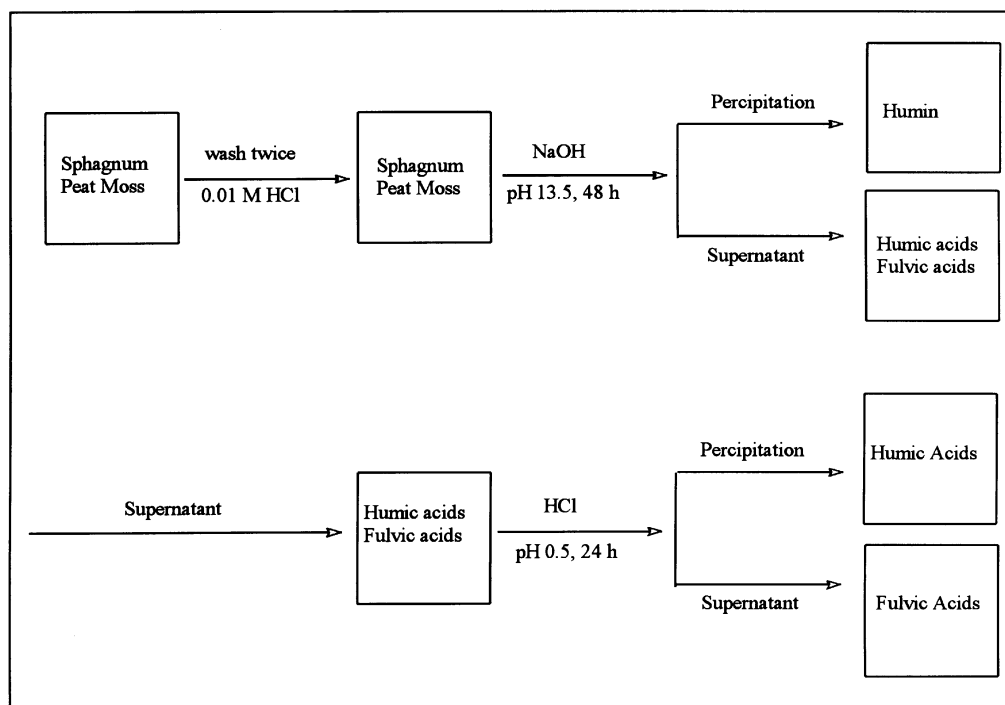 Sphagnum
Peat Moss
wash twice
0.01 M HCl
Sphagnum
Peat Moss
NaOH
pH 13.5, 48 h
Percipitation
Humin
Supernatant
Humic acids
Fulvic acids
Supernatant
Humic acids
Fulvic acids
HCl
pH 0.5, 24 h
Percipitation
Humic Acids
Supernatant
Fulvic Acids